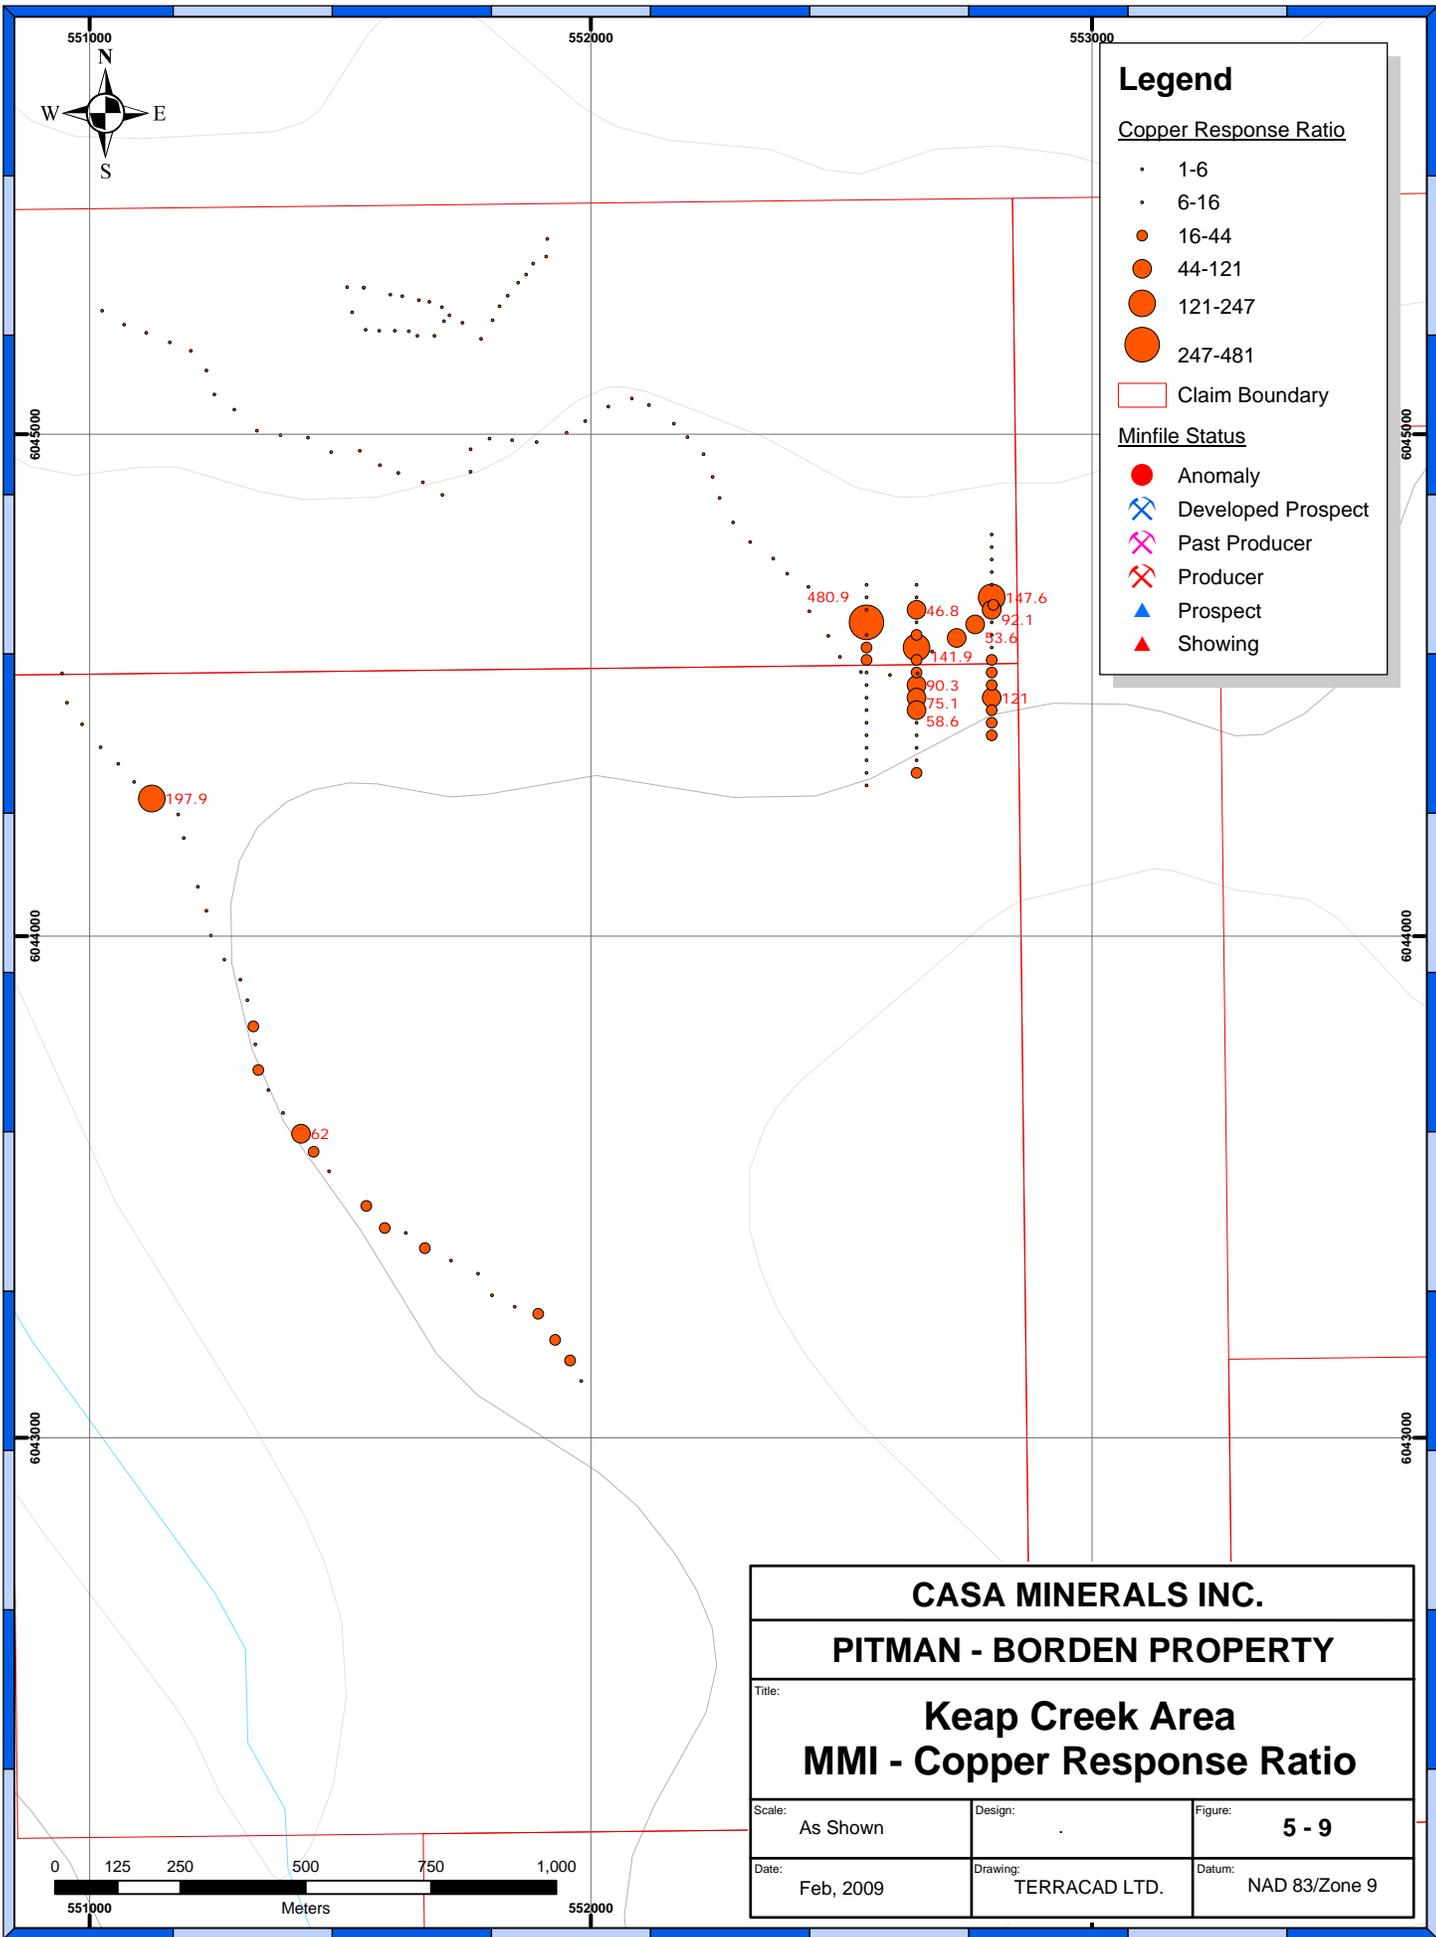 551000
552000
553000
N
W
E
S
Legend
Copper Response Ratio
1-6
6-16
16-44
44-121
121-247
247-481
Claim Boundary
Minfile Status
Anomaly
Developed Prospect
Past Producer
Producer
Prospect
Showing
6045000
6045000
480.9
46.8
147.6
92.1
53.6
141.9
90.3
75.1
58.6
121
197.9
6044000
6044000
62
6043000
6043000
CASA MINERALS INC.
PITMAN - BORDEN PROPERTY
Title:
Keap Creek Area
MMI - Copper Response Ratio
Scale:
As Shown
Design:
.
Figure:
5 - 9
Date:
Feb, 2009
Drawing:
TERRACAD LTD.
Datum:
NAD 83/Zone 9
0 125 250 500 750 1,000
Meters
551000
552000